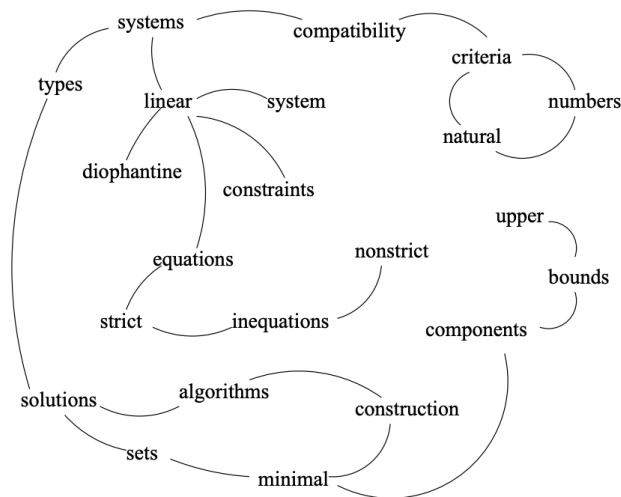 systems
compatibility
criteria
types
linear
system
numbers
natural
diophantine
constraints
upper
equations
nonstrict
bounds
strict
inequations
components
solutions
algorithms
construction
sets
minimal